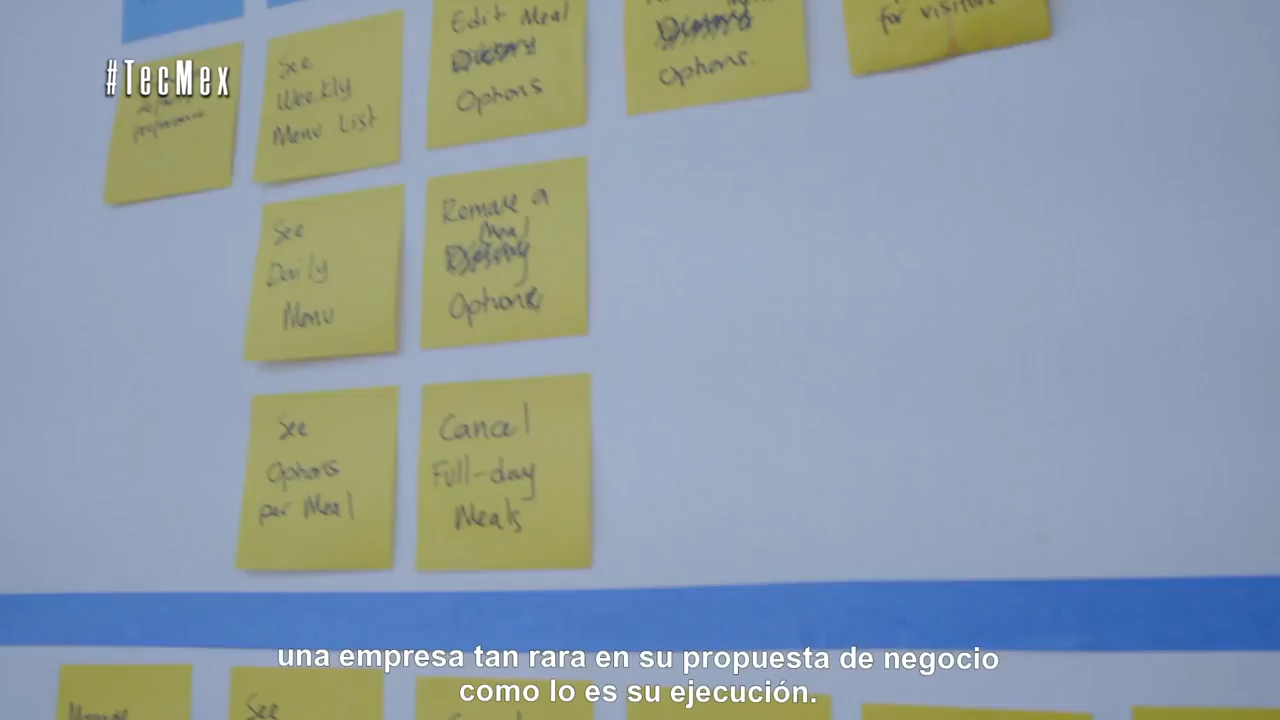 #TecMex
See
Weekly
Menu List
Edit Meal
Options
Options.
for visitors
See
Daily
Menu
Remove a
Meal
Options
See
Options
per Meal
Cancel
Full-day
Meals
See
una empresa tan rara en su propuesta de negocio
como lo es su ejecución.